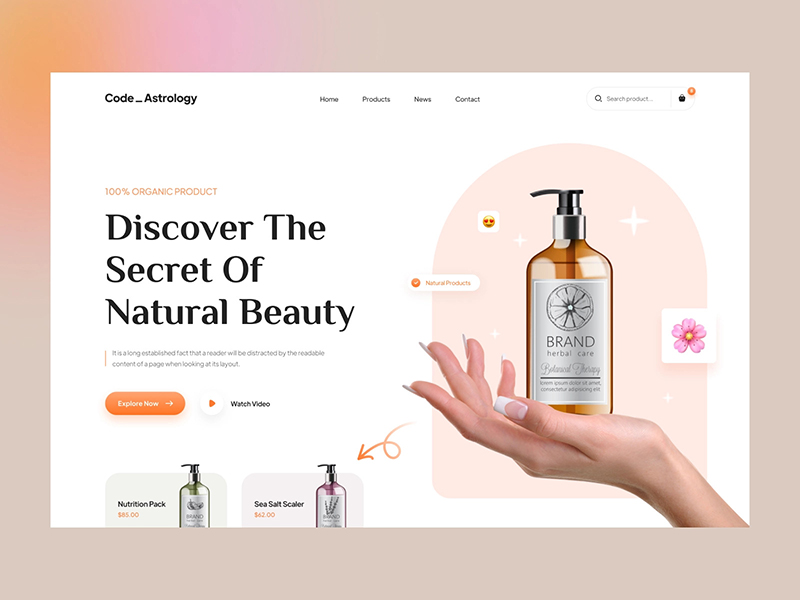 Code_Astrology
Home
Products
News
Contact
Search product...
100% ORGANIC PRODUCT
Discover The
Secret Of
Natural Beauty
It is a long established fact that a reader will be distracted by the readable
content of a page when looking at its layout.
Explore Now
Watch Video
Natural Products
BRAND
herbal care
Botanical Therapy
lorem ipsum dolor sit amet,
consectetur adipiscing elit
Nutrition Pack
$85.00
BRAND
Sea Salt Scaler
$62.00
BRAND